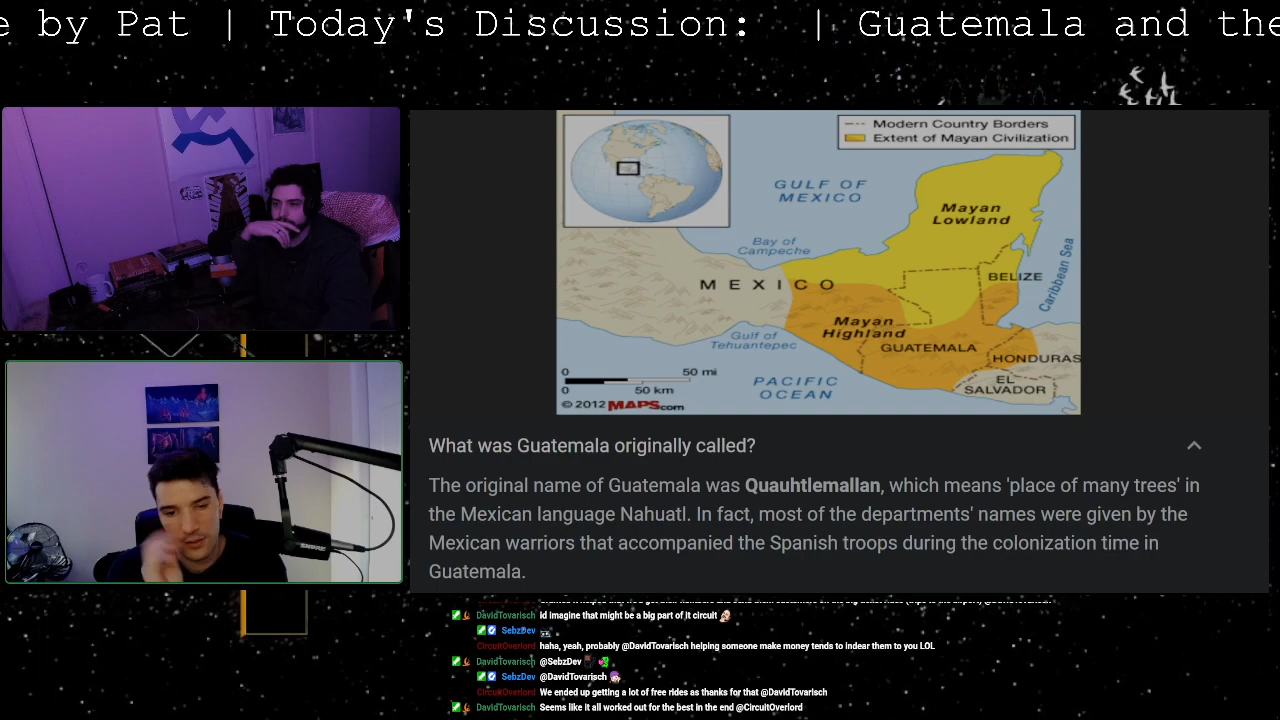 e by Pat | Today's Discussion:  | Guatemala and the
Modern Country Borders
Extent of Mayan Civilization
GULF OF
MEXICO
Mayan
Lowland
Bay of
Campeche
Caribbean Sea
BELIZE
MEXICO
Mayan
Highland
Gulf of
Tehuantepec
GUATEMALA
HONDURAS
0 50 mi
0 50 km
PACIFIC
OCEAN
EL
SALVADOR
© 2012 MAPS.com
What was Guatemala originally called?
The original name of Guatemala was Quauhtlemallan, which means 'place of many trees' in
the Mexican language Nahuatl. In fact, most of the departments' names were given by the
Mexican warriors that accompanied the Spanish troops during the colonization time in
Guatemala.
DavidTovarisch Id imagine that might be a big part of it circuit
SebzDev
CircuitOverlord haha, yeah, probably @DavidTovarisch helping someone make money tends to indear them to you LOL
DavidTovarisch @SebzDev
SebzDev @DavidTovarisch
CircuitOverlord We ended up getting a lot of free rides as thanks for that @DavidTovarisch
DavidTovarisch Seems like it all worked out for the best in the end @CircuitOverlord